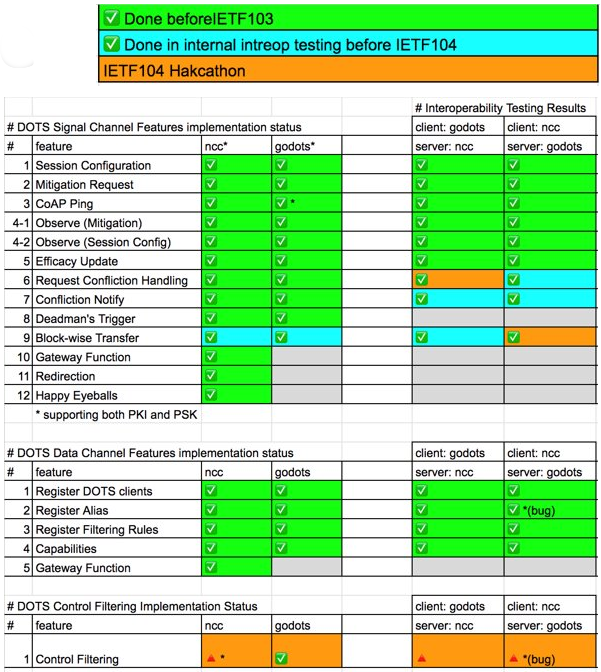 ✅ Done beforeIETF103
✅ Done in internal intreop testing before IETF104
IETF104 Hakcathon
# Interoperability Testing Results
# DOTS Signal Channel Features implementation status client: godots client: ncc
# feature ncc* godots* server: ncc server: godots
1 Session Configuration ✅ ✅ ✅ ✅
2 Mitigation Request ✅ ✅ ✅ ✅
3 CoAP Ping ✅ ✅ * ✅ ✅
4-1 Observe (Mitigation) ✅ ✅ ✅ ✅
4-2 Observe (Session Config) ✅ ✅ ✅ ✅
5 Efficacy Update ✅ ✅ ✅ ✅
6 Request Confliction Handling ✅ ✅ ✅ ✅
7 Confliction Notify ✅ ✅ ✅ ✅
8 Deadman's Trigger ✅ ✅
9 Block-wise Transfer ✅ ✅ ✅ ✅
10 Gateway Function ✅
11 Redirection ✅
12 Happy Eyeballs ✅
* supporting both PKI and PSK
# DOTS Data Channel Features implementation status client: godots client: ncc
# feature ncc godots server: ncc server: godots
1 Register DOTS clients ✅ ✅ ✅ ✅
2 Register Alias ✅ ✅ ✅ ✅ *(bug)
3 Register Filtering Rules ✅ ✅ ✅ ✅
4 Capabilities ✅ ✅ ✅ ✅
5 Gateway Function ✅
# DOTS Control Filtering Implementation Status client: godots client: ncc
# feature ncc godots server: ncc server: godots
1 Control Filtering 🔺 * ✅ 🔺 🔺 *(bug)